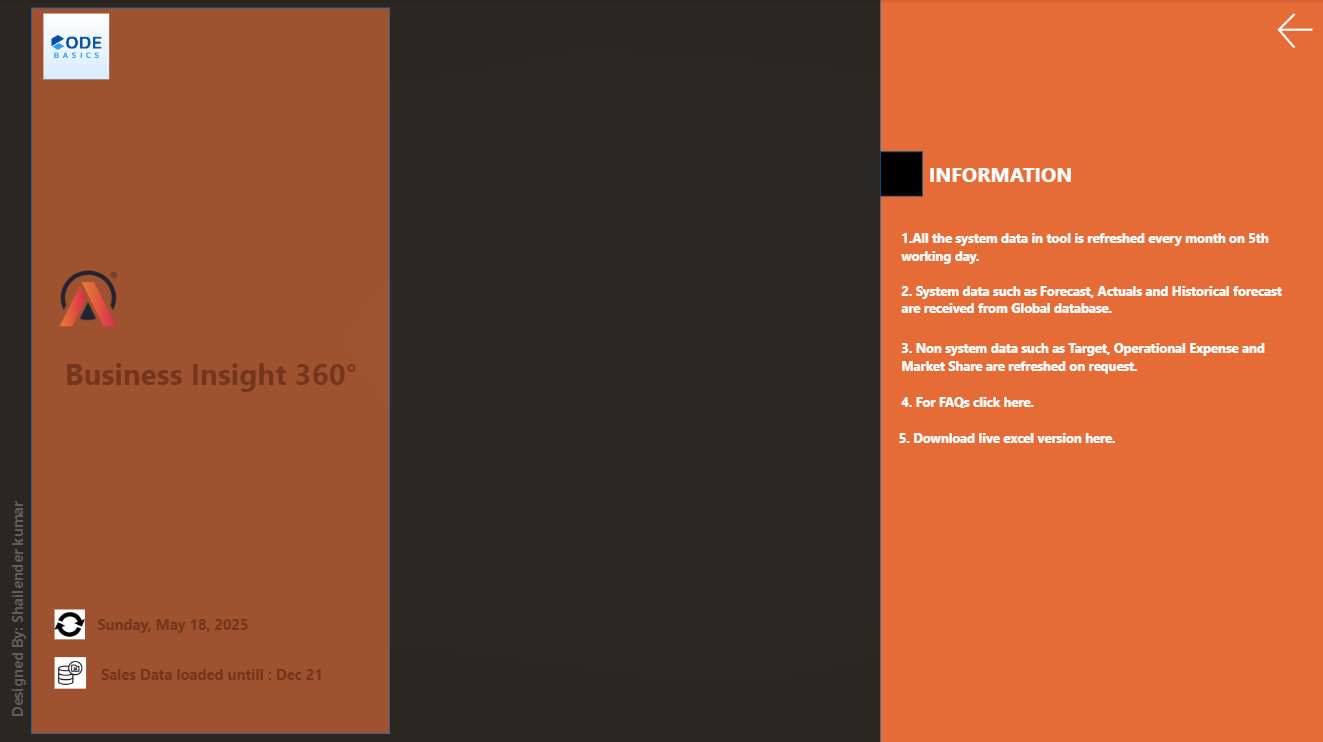 CODE
BASICS
Business Insight 360°
Sunday, May 18, 2025
Sales Data loaded untill : Dec 21
Designed By: Shailender kumar
INFORMATION
1.All the system data in tool is refreshed every month on 5th
working day.
2. System data such as Forecast, Actuals and Historical forecast
are received from Global database.
3. Non system data such as Target, Operational Expense and
Market Share are refreshed on request.
4. For FAQs click here.
5. Download live excel version here.